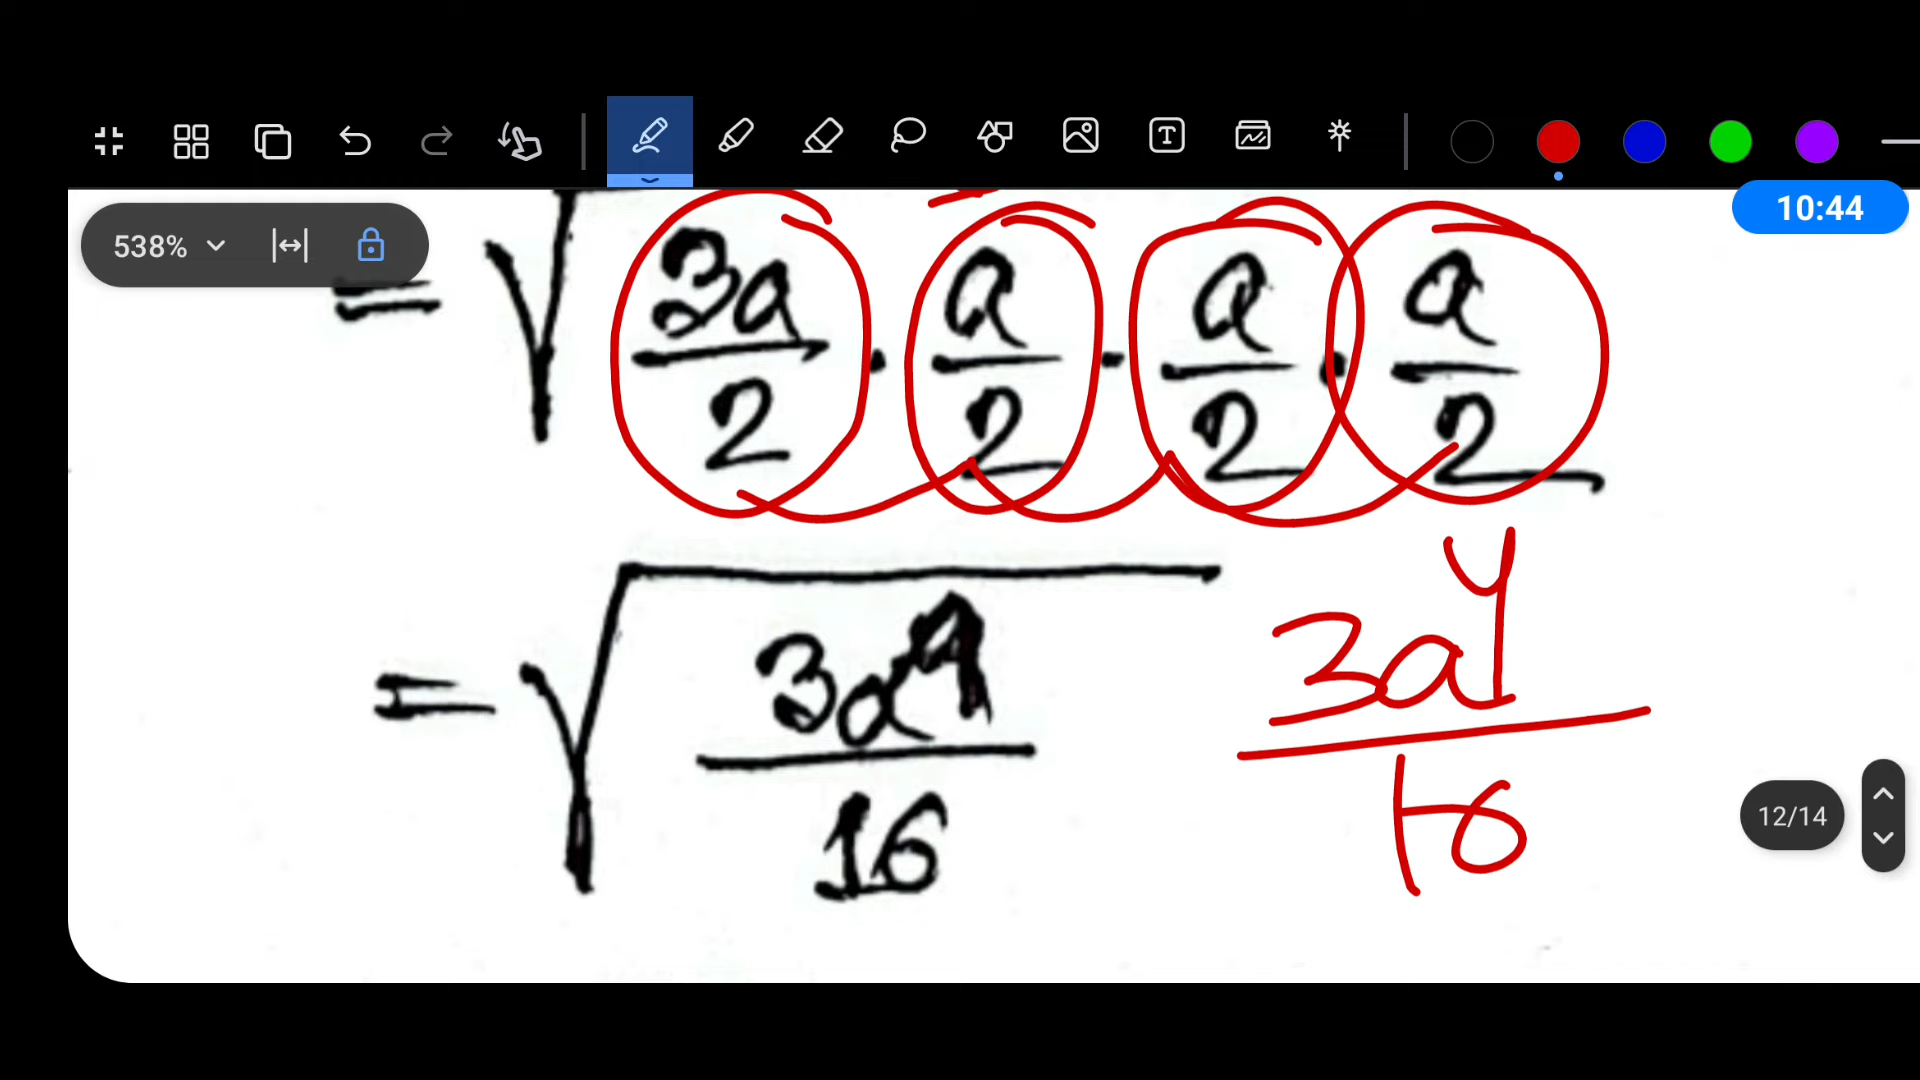 538%
10:44
= √ 3a/2 · a/2 · a/2 · a/2
= √ 3a⁴/16
3a⁴/16
12/14